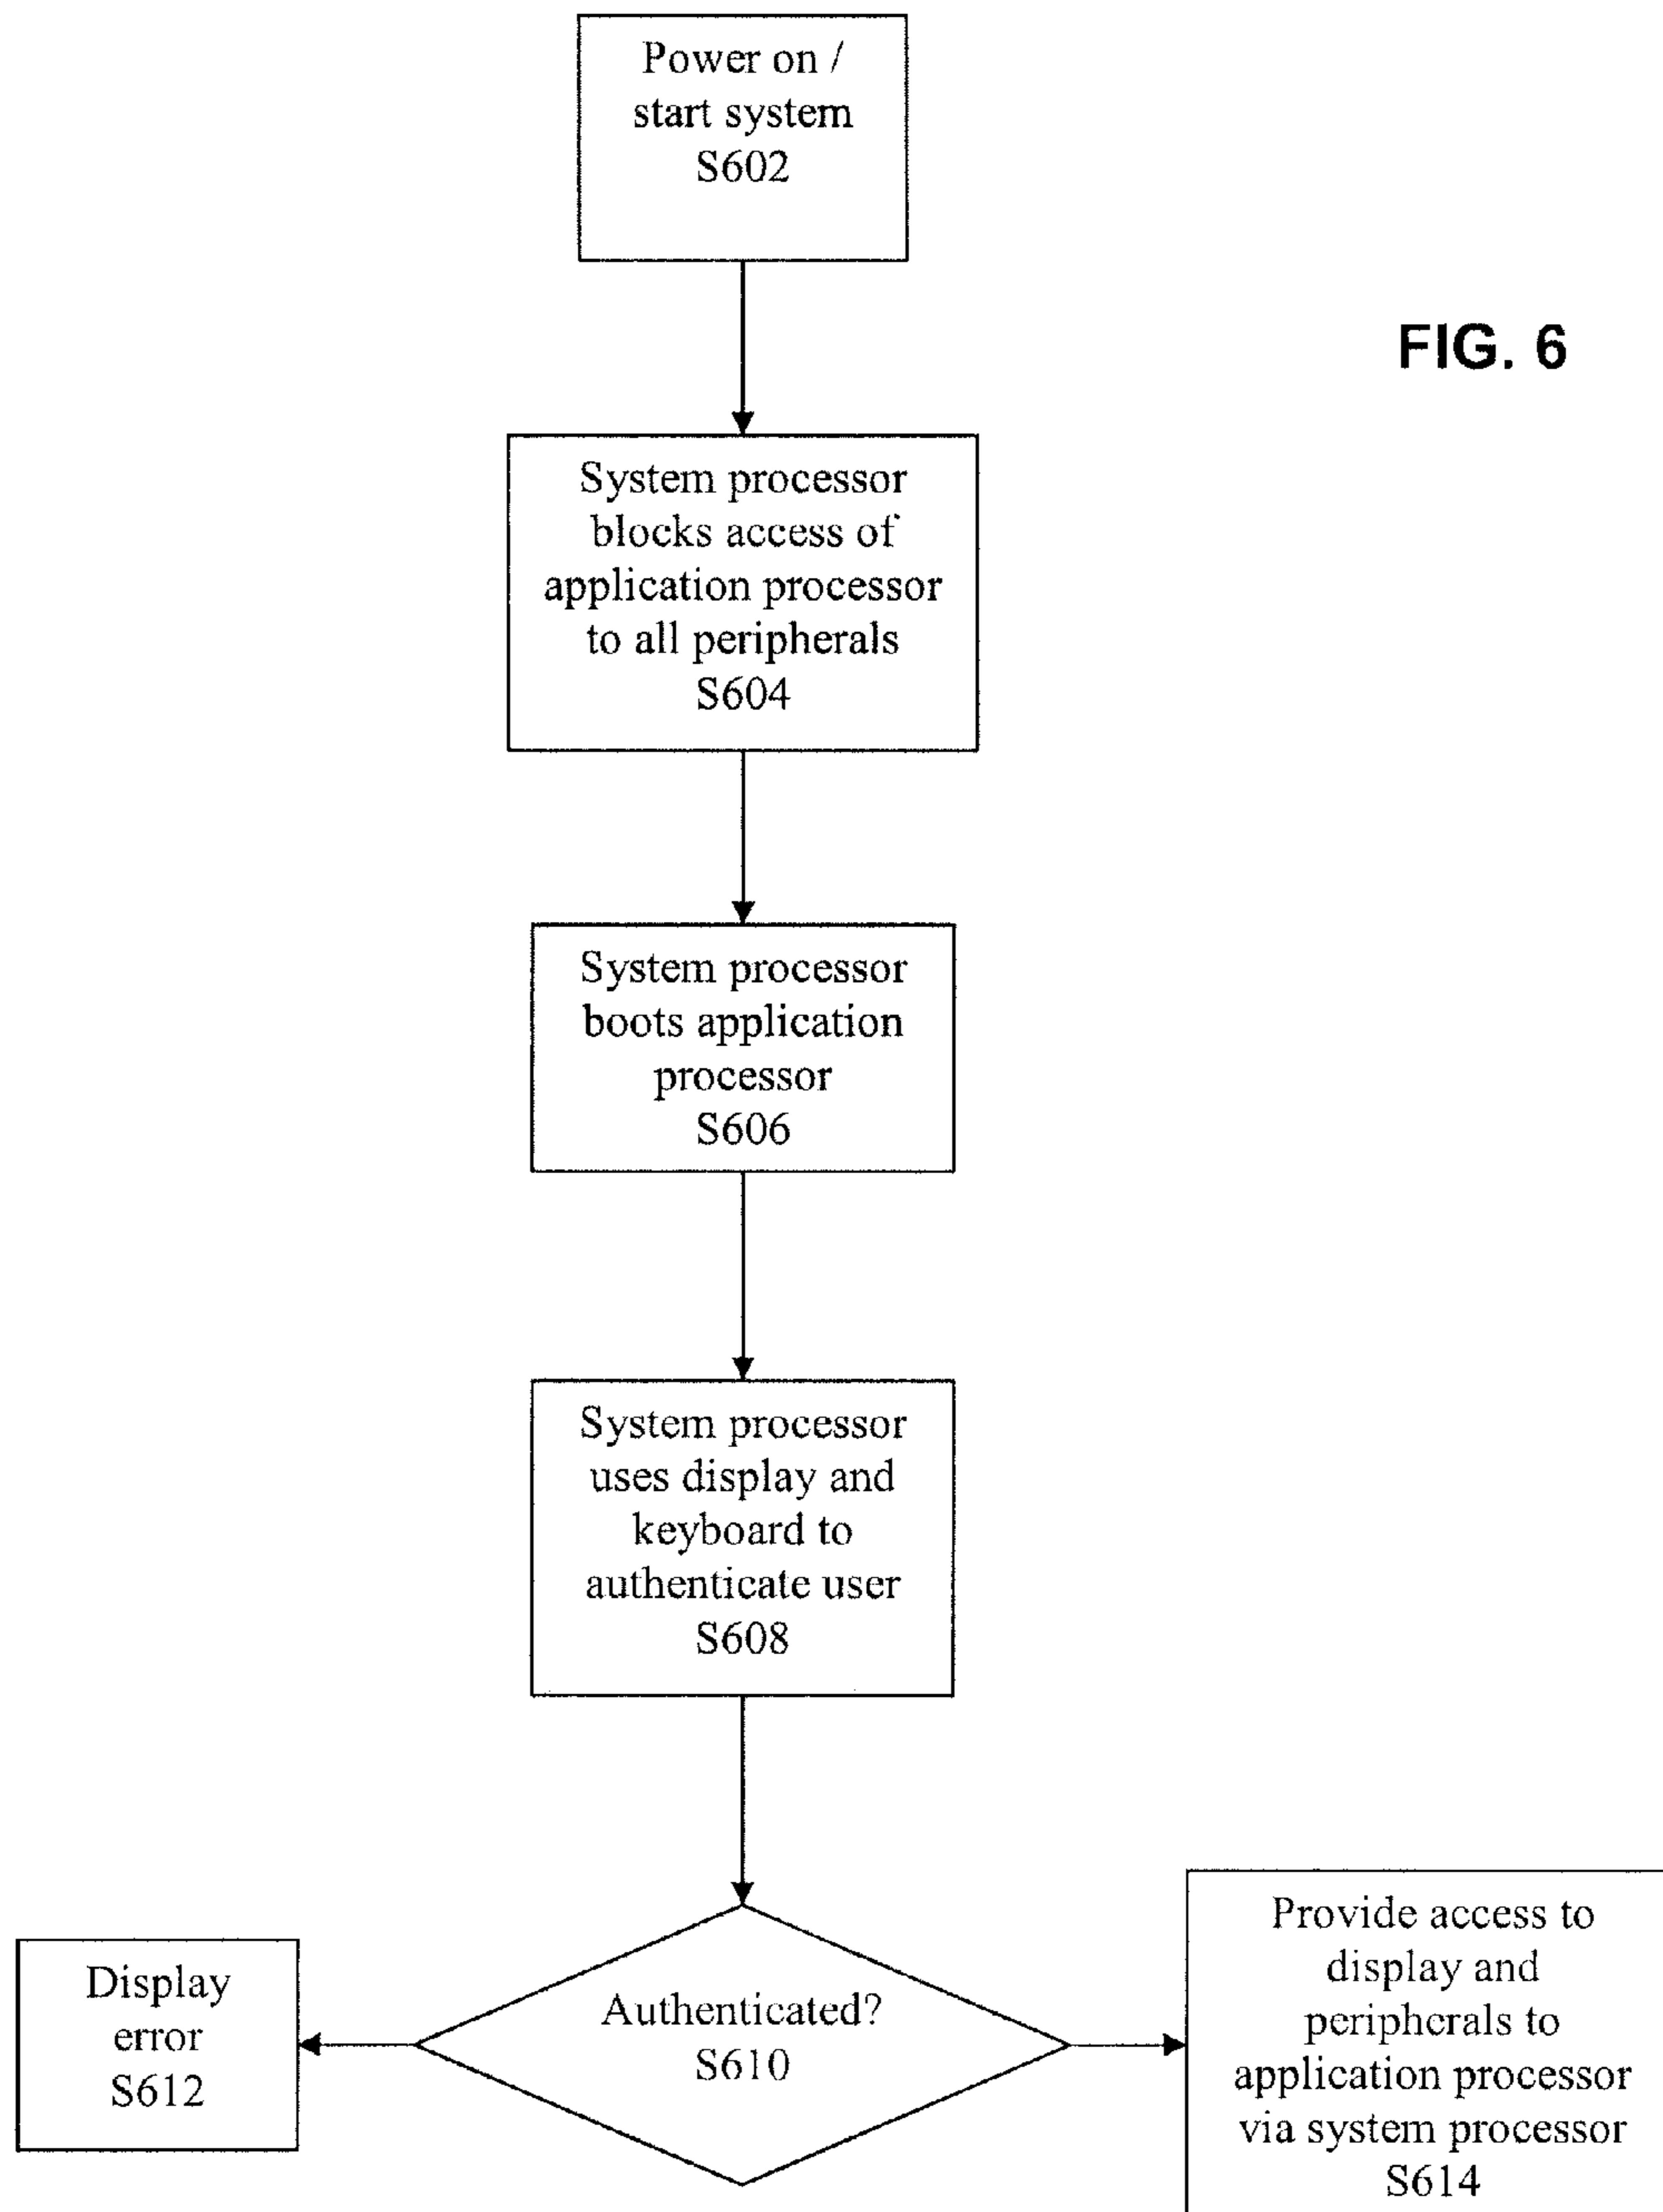 Power on /
start system
S602
FIG. 6
System processor
blocks access of
application processor
to all peripherals
S604
System processor
boots application
processor
S606
System processor
uses display and
keyboard to
authenticate user
S608
Authenticated?
S610
Display
error
S612
Provide access to
display and
peripherals to
application processor
via system processor
S614